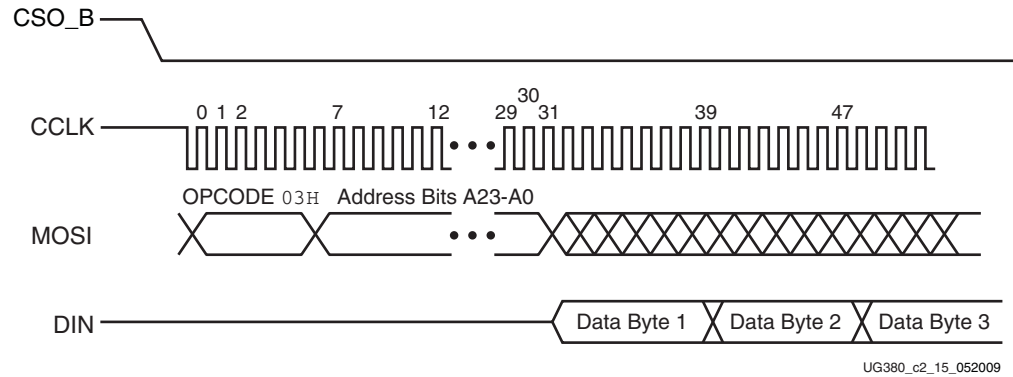 CSO_B
30
0 1 2 7 12 29 31 39 47
CCLK
OPCODE 03H Address Bits A23-A0
MOSI
DIN Data Byte 1 Data Byte 2 Data Byte 3
UG380_c2_15_052009